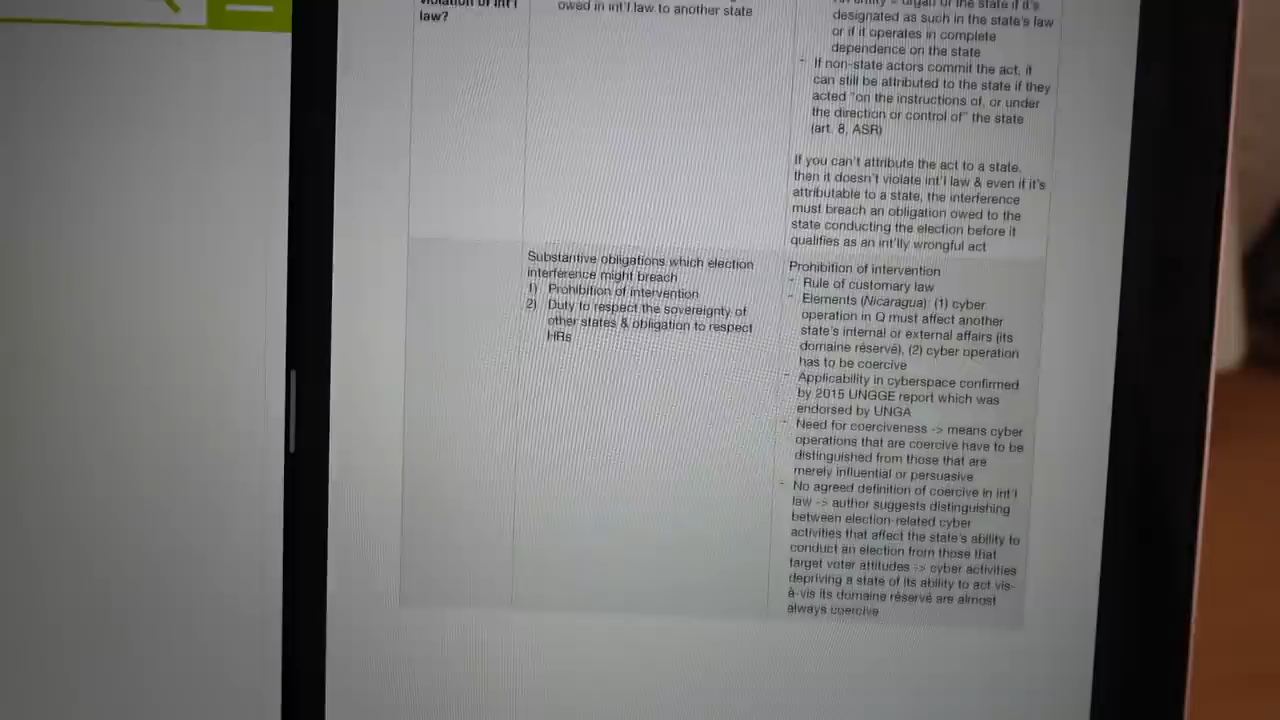 violation of int'l
law?
owed in int'l law to another state
organ of the state if it's
designated as such in the state's law
or if it operates in complete
dependence on the state
- If non-state actors commit the act, it
can still be attributed to the state if they
acted "on the instructions of, or under
the direction or control of" the state
(art. 8, ASR)
If you can't attribute the act to a state,
then it doesn't violate int'l law & even if it's
attributable to a state, the interference
must breach an obligation owed to the
state conducting the election before it
qualifies as an int'lly wrongful act
Substantive obligations which election
interference might breach
1) Prohibition of intervention
2) Duty to respect the sovereignty of
other states & obligation to respect
HRs
Prohibition of intervention
- Rule of customary law
- Elements (Nicaragua): (1) cyber
operation in Q must affect another
state's internal or external affairs (its
domaine réservé), (2) cyber operation
has to be coercive
- Applicability in cyberspace confirmed
by 2015 UNGGE report which was
endorsed by UNGA
- Need for coerciveness -> means cyber
operations that are coercive have to be
distinguished from those that are
merely influential or persuasive
- No agreed definition of coercive in int'l
law -> author suggests distinguishing
between election-related cyber
activities that affect the state's ability to
conduct an election from those that
target voter attitudes -> cyber activities
depriving a state of its ability to act vis-
à-vis its domaine réservé are almost
always coercive